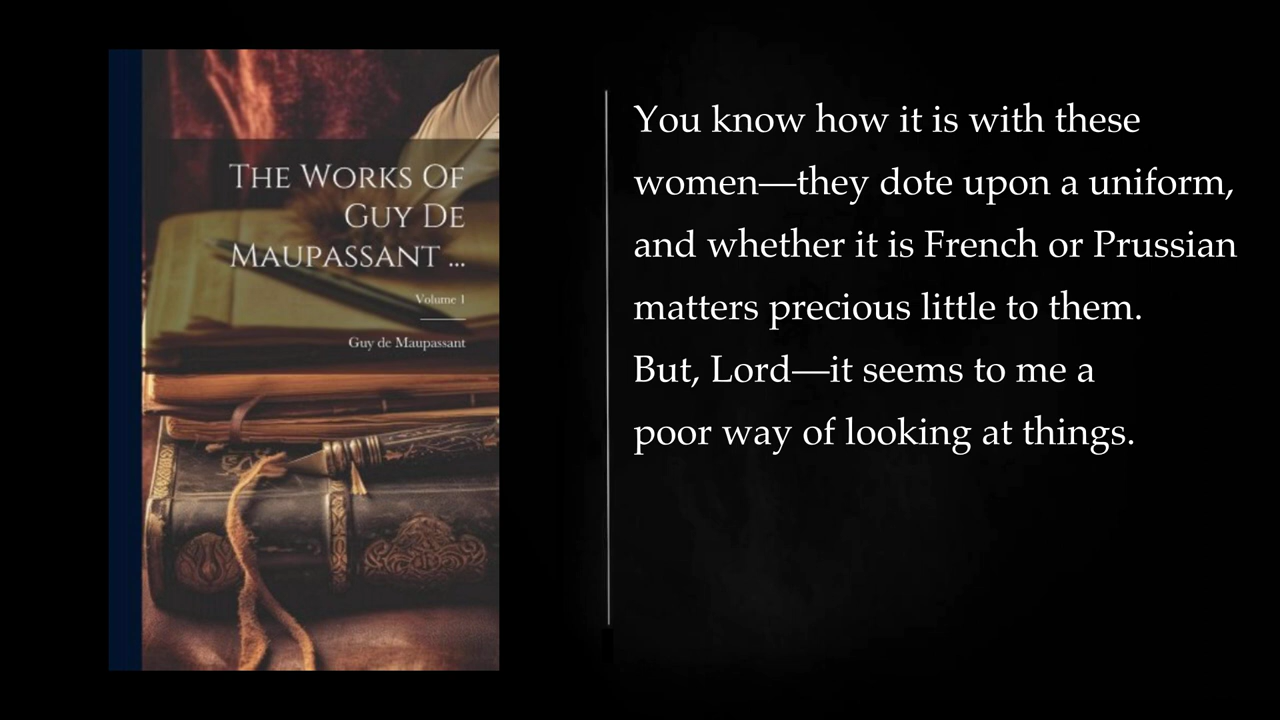 The Works Of
Guy De
Maupassant ...
Volume 1
Guy de Maupassant
You know how it is with these
women—they dote upon a uniform,
and whether it is French or Prussian
matters precious little to them.
But, Lord—it seems to me a
poor way of looking at things.